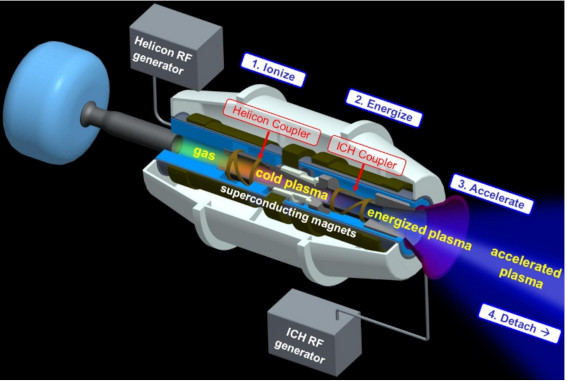 Helicon RF
generator
1. Ionize
2. Energize
Helicon Coupler
ICH Coupler
gas
cold plasma
superconducting magnets
energized plasma
3. Accelerate
accelerated
plasma
4. Detach →
ICH RF
generator